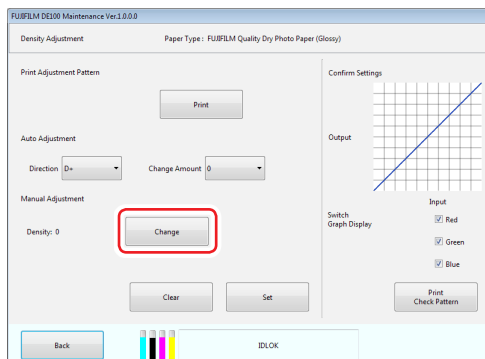 FUJIFILM DE100 Maintenance Ver.1.0.0.0
Density Adjustment
Paper Type : FUJIFILM Quality Dry Photo Paper (Glossy)
Print Adjustment Pattern
Print
Auto Adjustment
Direction D+ Change Amount 0
Manual Adjustment
Density: 0 Change
Clear Set
Confirm Settings
Output
Input
Switch
Graph Display
Red
Green
Blue
Print
Check Pattern
Back
IDLOK